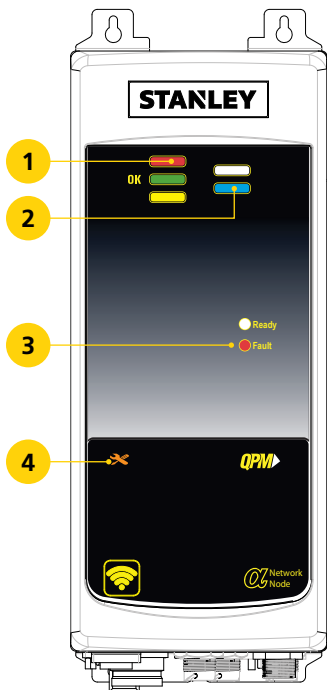 STANLEY
1
OK
2
Ready
3
Fault
4
QPM
α Network
Node